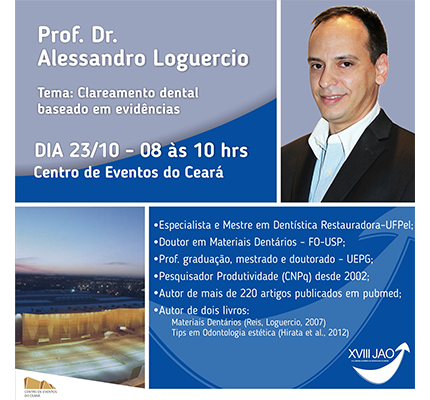 Prof. Dr.
Alessandro Loguercio
Tema: Clareamento dental
baseado em evidências
DIA 23/10 - 08 às 10 hrs
Centro de Eventos do Ceará
•Especialista e Mestre em Dentística Restauradora-UFPel;
•Doutor em Materiais Dentários - FO-USP;
•Prof. graduação, mestrado e doutorado - UEPG;
•Pesquisador Produtividade (CNPq) desde 2002;
•Autor de mais de 220 artigos publicados em pubmed;
•Autor de dois livros:
Materiais Dentários (Reis, Loguercio, 2007)
Tips em Odontologia estética (Hirata et al., 2012)
XVIII JAO
CENTRO DE EVENTOS
DO CEARÁ